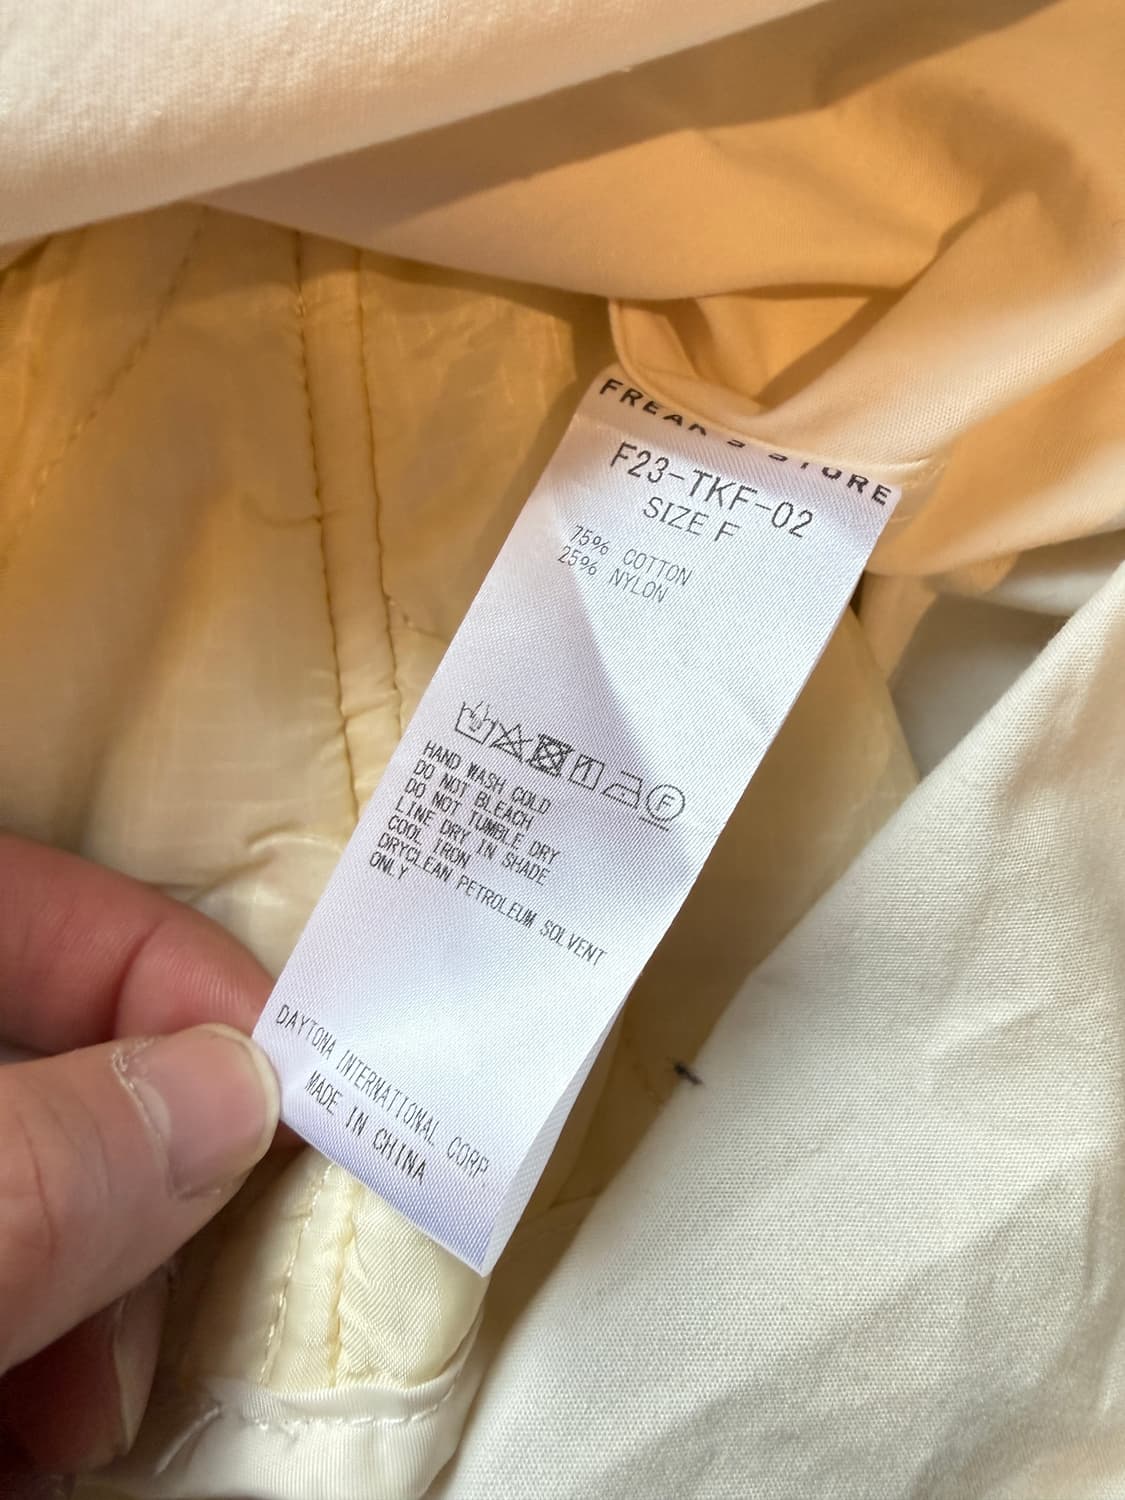 FREAK'S STORE
F23-TKF-02
SIZE F
75% COTTON
25% NYLON
F
HAND WASH COLD
DO NOT BLEACH
DO NOT TUMBLE DRY
LINE DRY IN SHADE
COOL IRON
DRYCLEAN PETROLEUM SOLVENT
ONLY
DAYTONA INTERNATIONAL CORP.
MADE IN CHINA